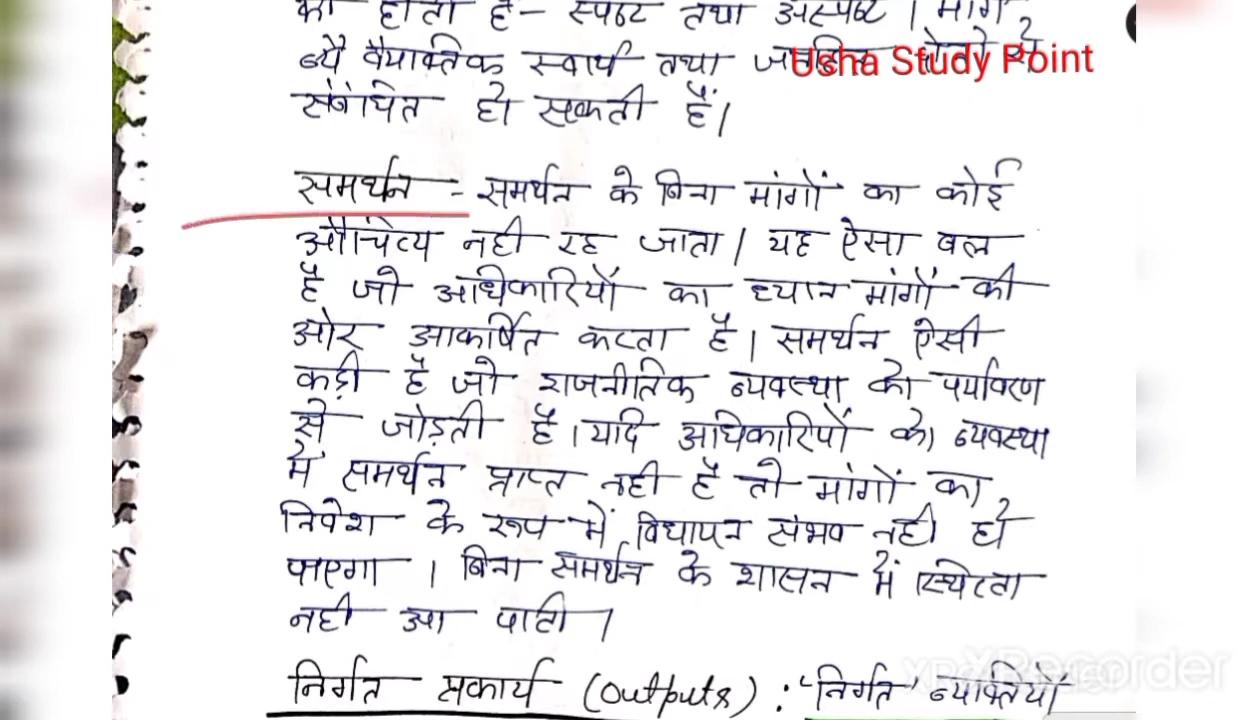 का होता है - स्पष्ट तथा अस्पष्ट । मांगे
Usha Study Point
ये वैयाक्तिक स्वार्थ तथा
संबंधित हो सकती हैं।
समर्थन - समर्थन के बिना मांगों का कोई
औचित्य नही रह जाता। यह ऐसा बल
है जो अधिकारियों का ध्यान मांगों की
ओर आकर्षित करता है। समर्थन ऐसी
कड़ी है जो राजनीतिक व्यवस्था को पर्यावरण
से जोड़ती है। यदि अधिकारियों को व्यवस्था
में समर्थन प्राप्त नही है तो मांगों का
निवेश के रूप में विधायन संभव नही हो
पाएगा । बिना समर्थन के शासन में स्थिरता
नही आ पाती ।
XRecorder
निर्गत प्रकार्य (outputs) : 'निर्गत' व्यक्तियों